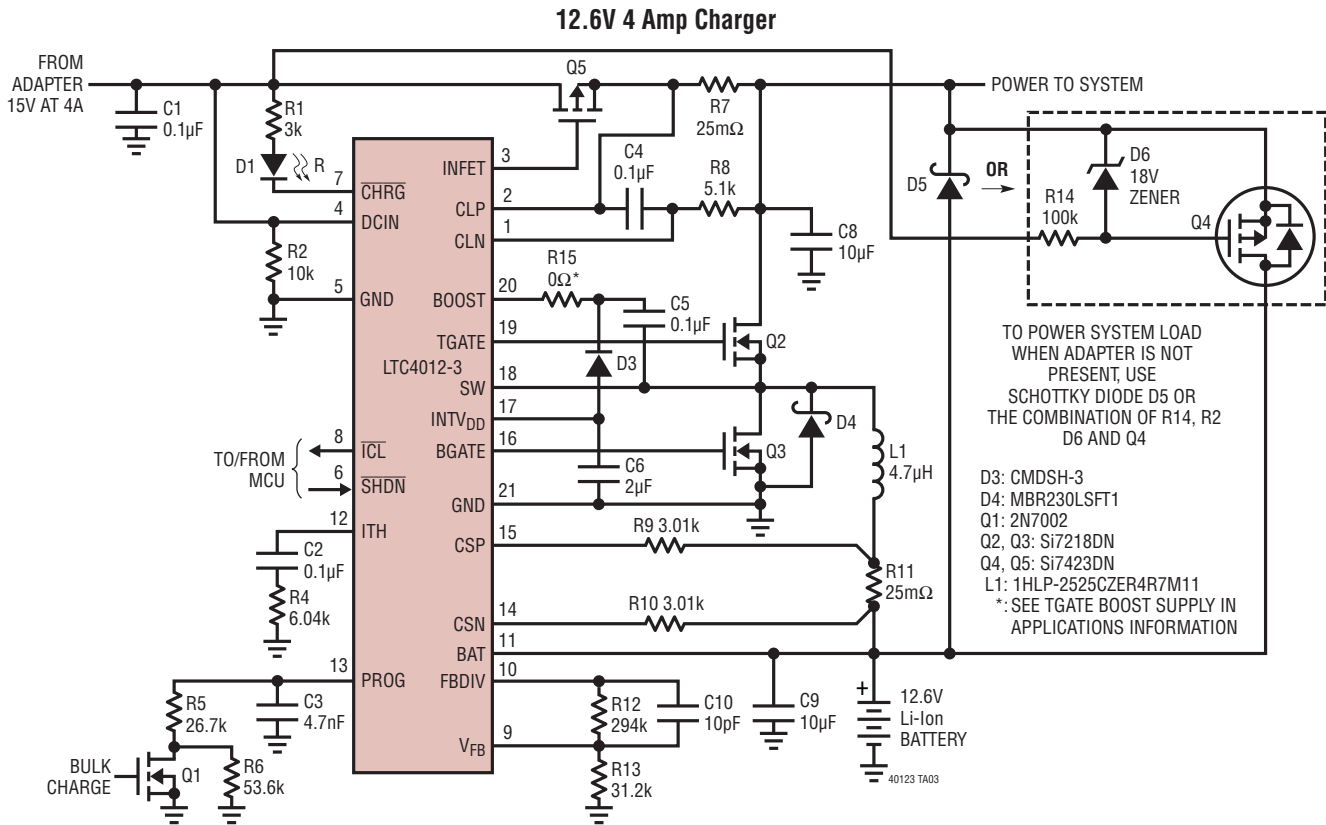 12.6V 4 Amp Charger
FROM
ADAPTER
15V AT 4A
C1
0.1µF
R1
3k
D1
R
Q5
R7
25mΩ
POWER TO SYSTEM
C4
0.1µF
R8
5.1k
C8
10µF
D5
OR
R14
100k
D6
18V
ZENER
Q4
3
INFET
2
CLP
1
CLN
7
CHRG
4
DCIN
R2
10k
5
GND
R15
0Ω*
20
BOOST
C5
0.1µF
19
TGATE
Q2
LTC4012-3
D3
18
SW
17
INTVDD
16
BGATE
Q3
D4
L1
4.7µH
C6
2µF
21
GND
TO/FROM
MCU
8
ICL
6
SHDN
12
ITH
C2
0.1µF
R4
6.04k
15
CSP
R9 3.01k
R11
25mΩ
14
CSN
R10 3.01k
11
BAT
10
FBDIV
13
PROG
R5
26.7k
C3
4.7nF
R12
294k
C10
10pF
C9
10µF
+
12.6V
Li-Ion
BATTERY
9
VFB
R13
31.2k
BULK
CHARGE
Q1
R6
53.6k
TO POWER SYSTEM LOAD
WHEN ADAPTER IS NOT
PRESENT, USE
SCHOTTKY DIODE D5 OR
THE COMBINATION OF R14, R2
D6 AND Q4
D3: CMDSH-3
D4: MBR230LSFT1
Q1: 2N7002
Q2, Q3: Si7218DN
Q4, Q5: Si7423DN
L1: 1HLP-2525CZER4R7M11
*: SEE TGATE BOOST SUPPLY IN
APPLICATIONS INFORMATION
40123 TA03